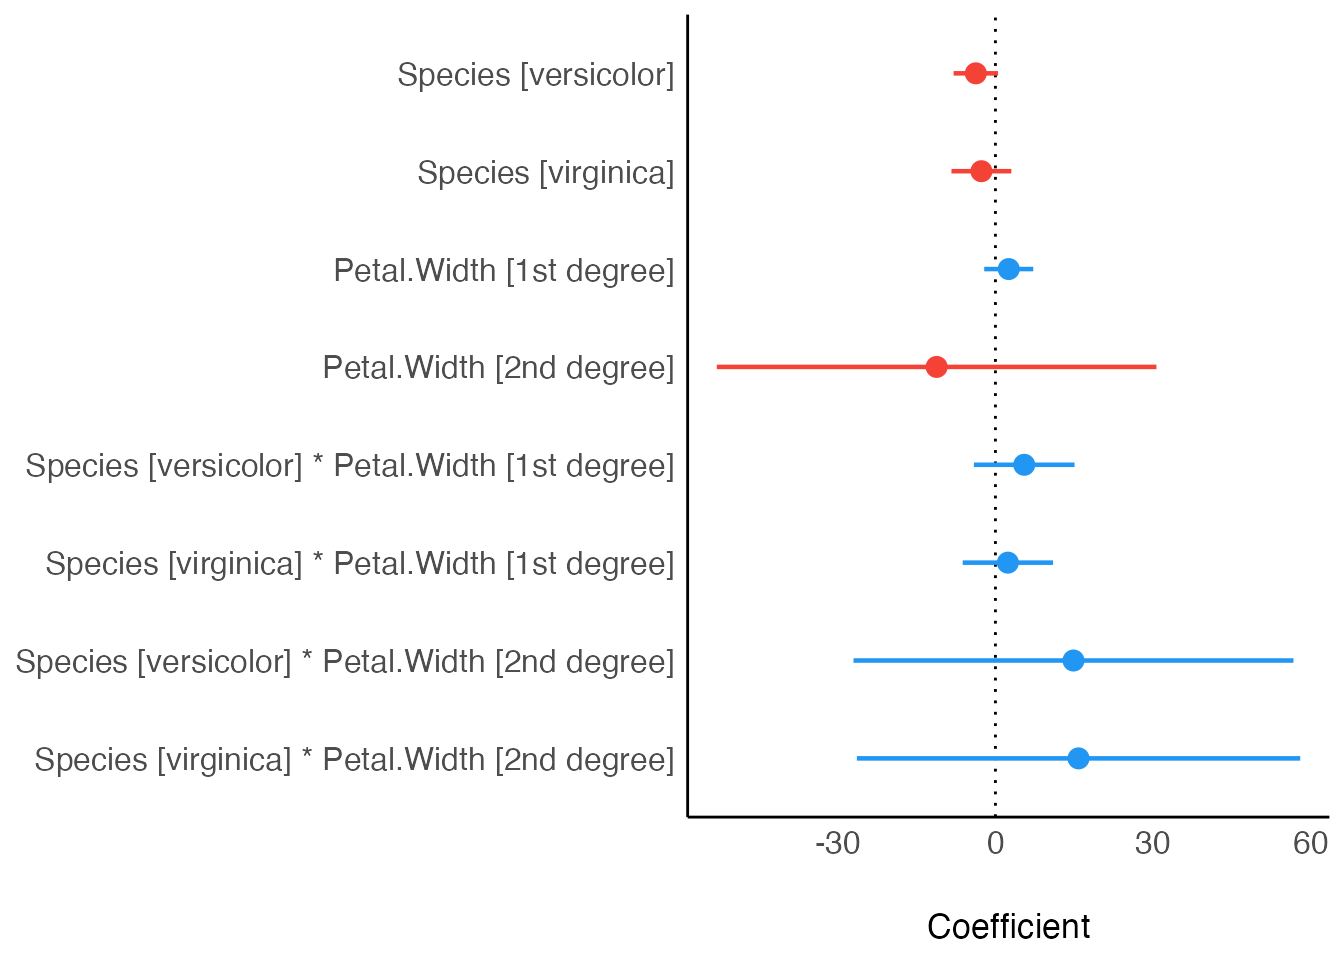 Species [versicolor]
Species [virginica]
Petal.Width [1st degree]
Petal.Width [2nd degree]
Species [versicolor] * Petal.Width [1st degree]
Species [virginica] * Petal.Width [1st degree]
Species [versicolor] * Petal.Width [2nd degree]
Species [virginica] * Petal.Width [2nd degree]
-30 0 30 60
Coefficient